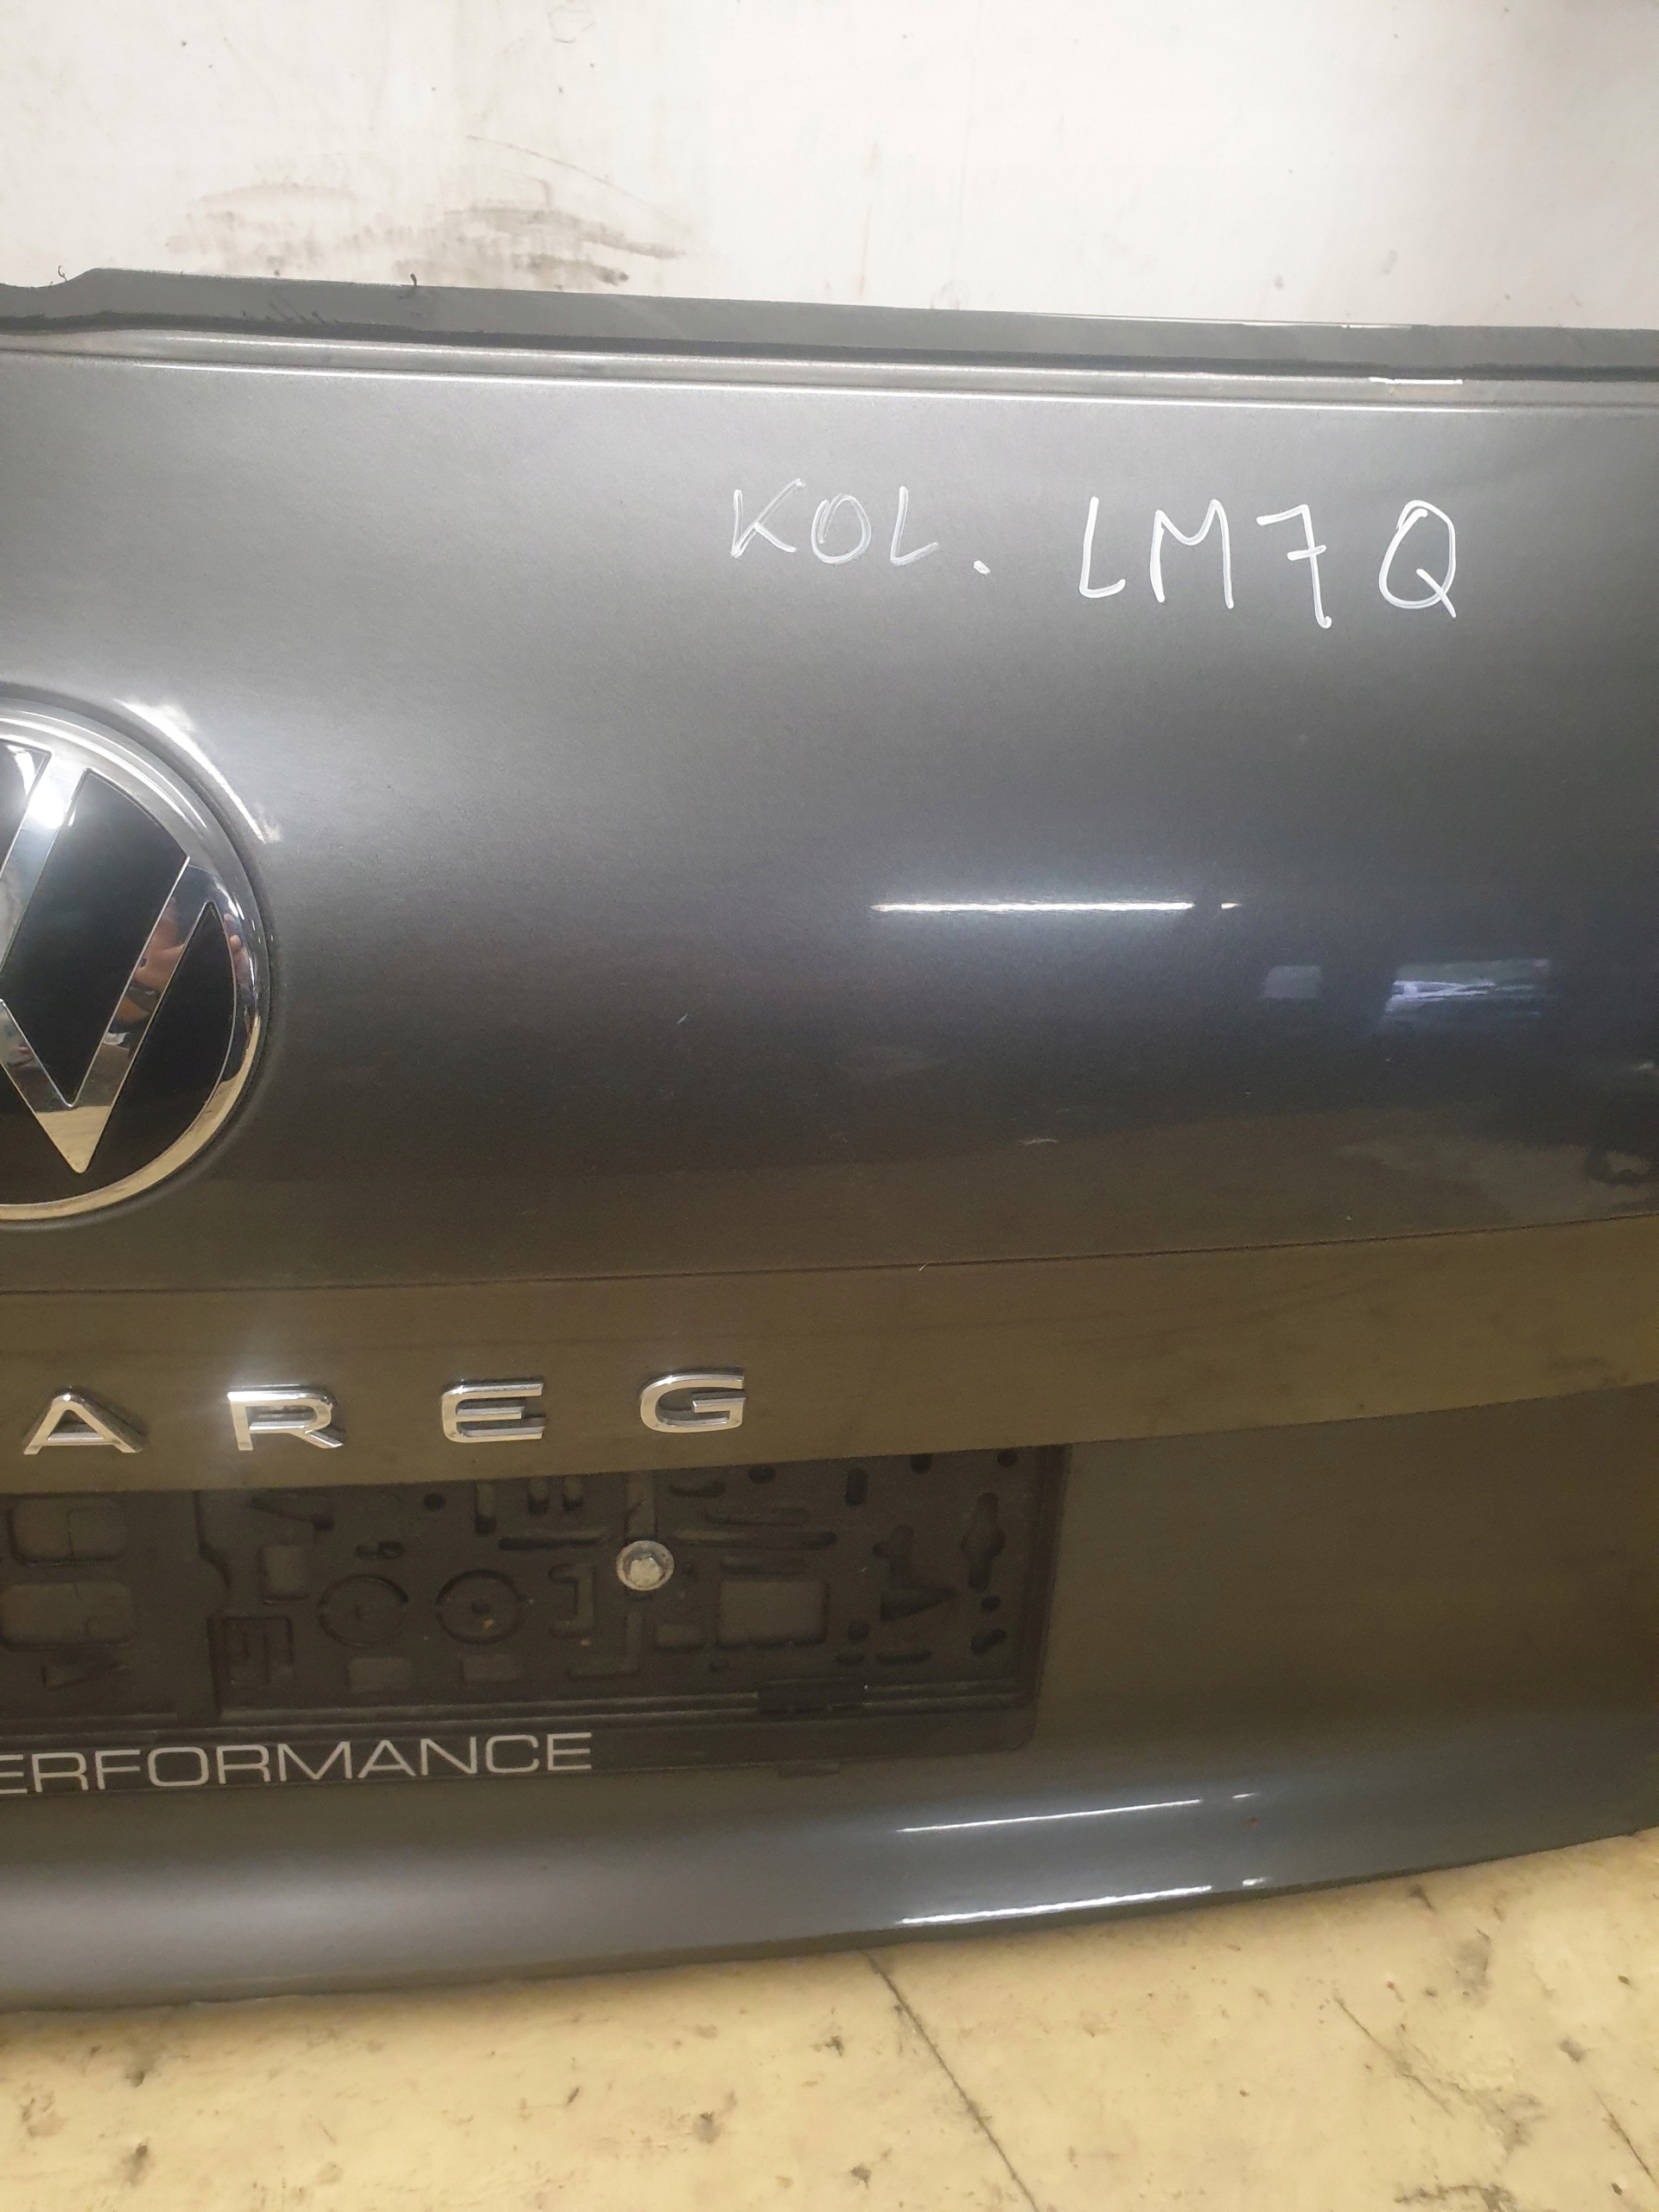 KOL. LM7Q
AREG
ERFORMANCE